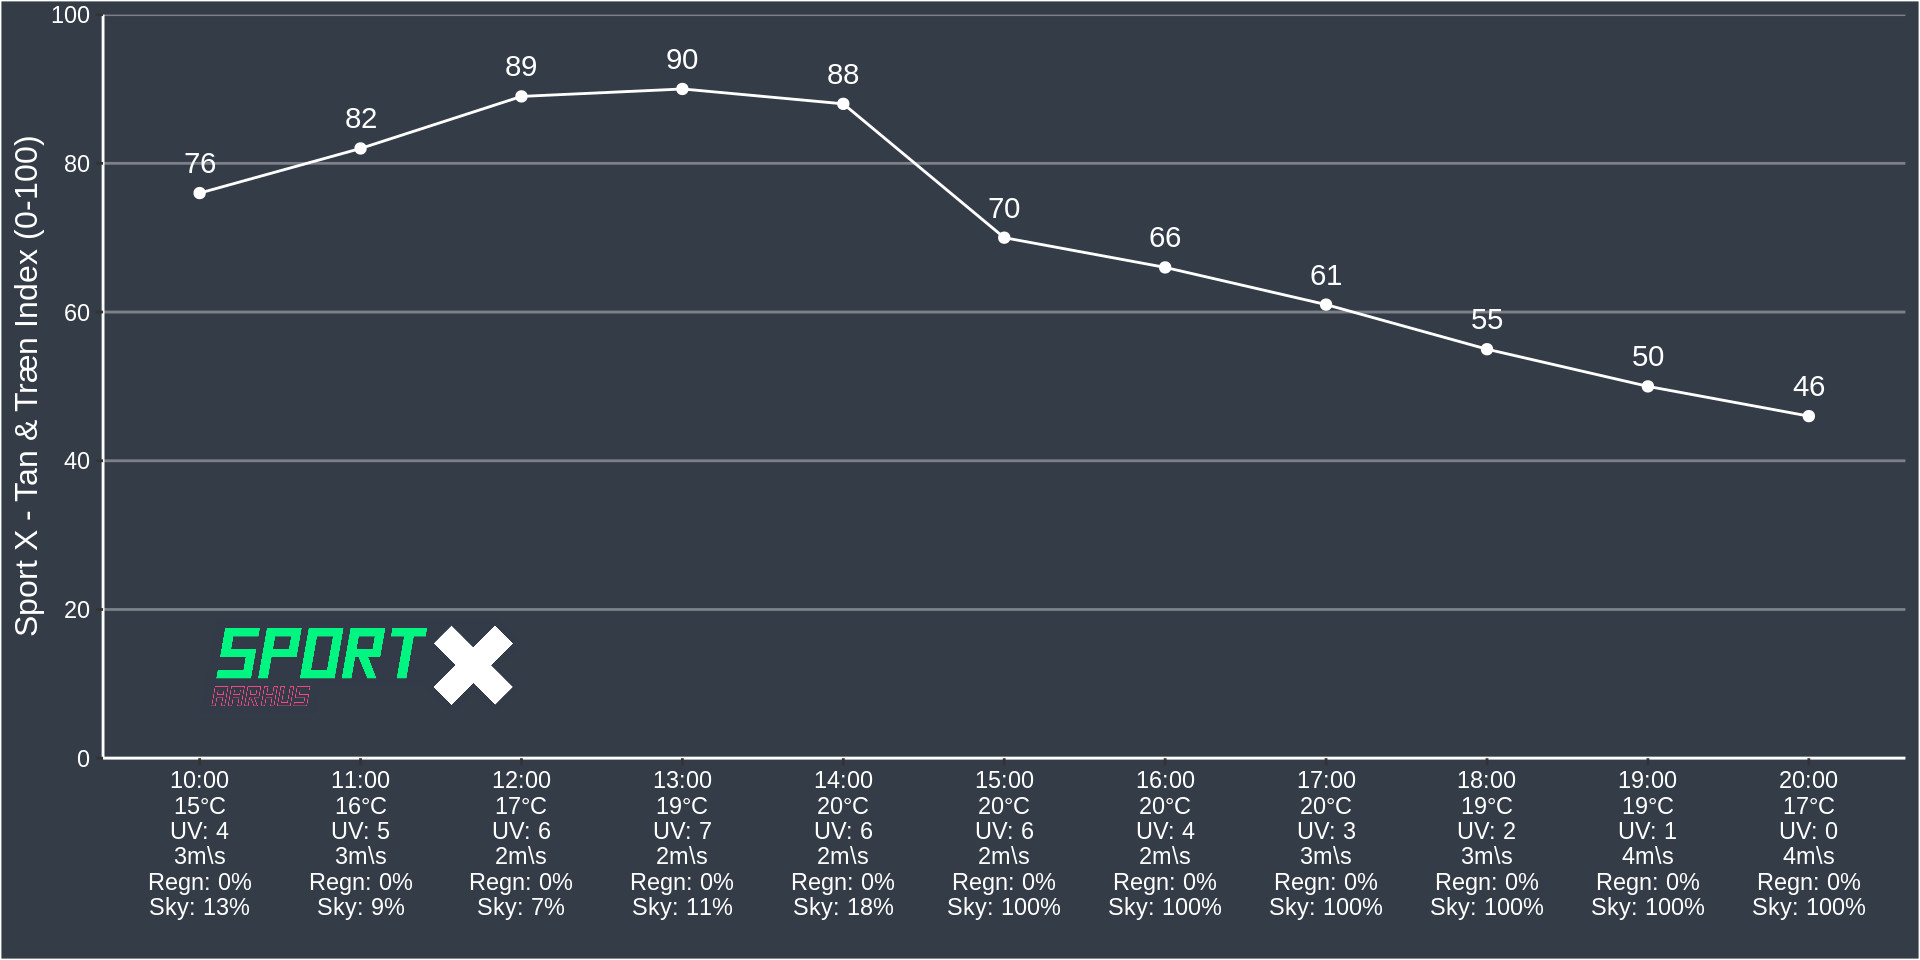 Sport X - Tan & Træn Index (0-100)
100
80
60
40
20
0
76
82
89
90
88
70
66
61
55
50
46
SPORT X
AARHUS
10:00 11:00 12:00 13:00 14:00 15:00 16:00 17:00 18:00 19:00 20:00
15°C 16°C 17°C 19°C 20°C 20°C 20°C 20°C 19°C 19°C 17°C
UV: 4 UV: 5 UV: 6 UV: 7 UV: 6 UV: 6 UV: 4 UV: 3 UV: 2 UV: 1 UV: 0
3m\s 3m\s 2m\s 2m\s 2m\s 2m\s 2m\s 3m\s 3m\s 4m\s 4m\s
Regn: 0% Regn: 0% Regn: 0% Regn: 0% Regn: 0% Regn: 0% Regn: 0% Regn: 0% Regn: 0% Regn: 0% Regn: 0%
Sky: 13% Sky: 9% Sky: 7% Sky: 11% Sky: 18% Sky: 100% Sky: 100% Sky: 100% Sky: 100% Sky: 100% Sky: 100%